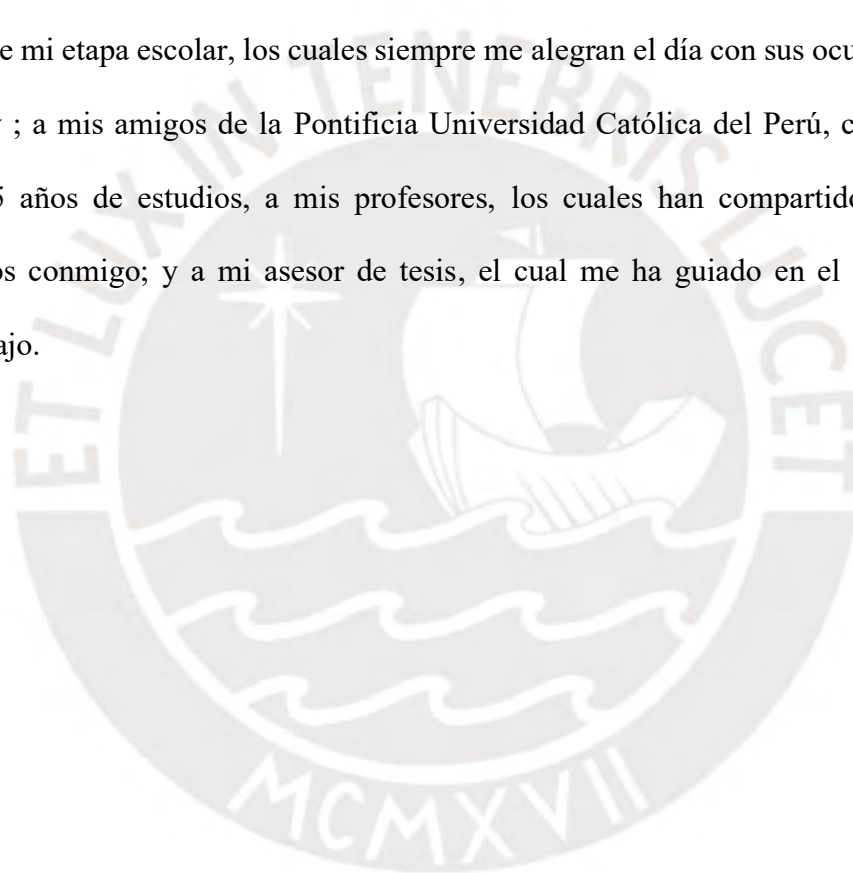 e mi etapa escolar, los cuales siempre me alegran el día con sus ocu
; a mis amigos de la Pontificia Universidad Católica del Perú, c
5 años de estudios, a mis profesores, los cuales han compartido
os conmigo; y a mi asesor de tesis, el cual me ha guiado en el
ajo.
ET LUX IN TENEBRIS LUCET
MCMXVII